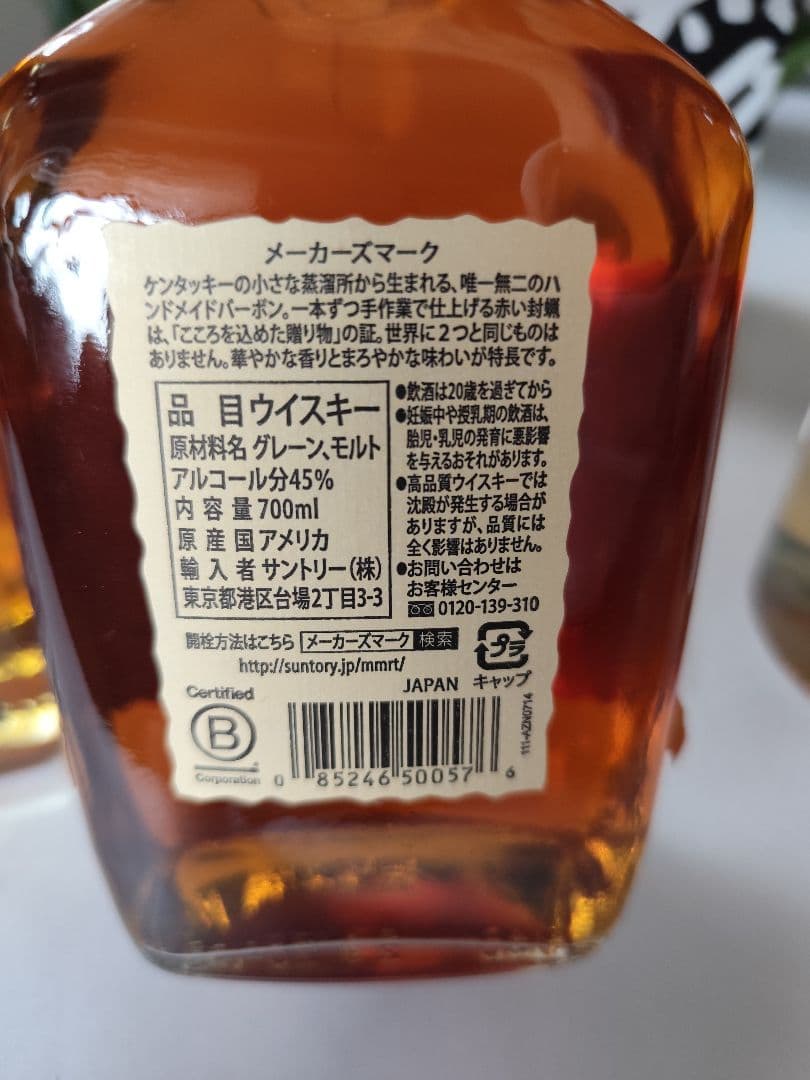 メーカーズマーク
ケンタッキーの小さな蒸溜所から生まれる、唯一無二のハ
ンドメイドバーボン。一本ずつ手作業で仕上げる赤い封蝋
は、「こころを込めた贈り物」の証。世界に2つと同じものは
ありません。華やかな香りとまろやかな味わいが特長です。
品 目 ウイスキー
原材料名 グレーン、モルト
アルコール分45%
内 容 量 700ml
原 産 国 アメリカ
輸 入 者 サントリー(株)
東京都港区台場2丁目3-3
●飲酒は20歳を過ぎてから
●妊娠中や授乳期の飲酒は、
胎児・乳児の発育に悪影響
を与えるおそれがあります。
●高品質ウイスキーでは
沈殿が発生する場合が
ありますが、品質には
全く影響はありません。
●お問い合わせは
お客様センター
0120-139-310
開栓方法はこちら メーカーズマーク 検索
http://suntory.jp/mmrt/
プラ
JAPAN キャップ
Certified
B
Corporation
0 85246 50057 6